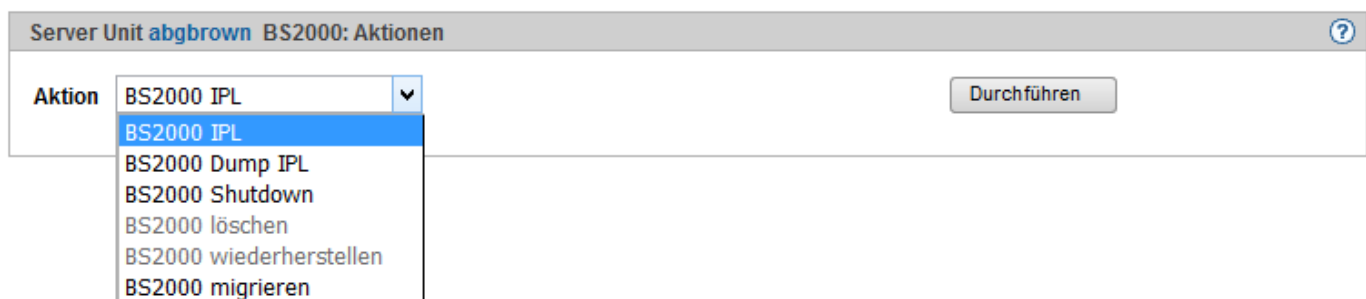 Server Unit abgbrown BS2000: Aktionen ?
Aktion BS2000 IPL Durchführen
BS2000 IPL
BS2000 Dump IPL
BS2000 Shutdown
BS2000 löschen
BS2000 wiederherstellen
BS2000 migrieren